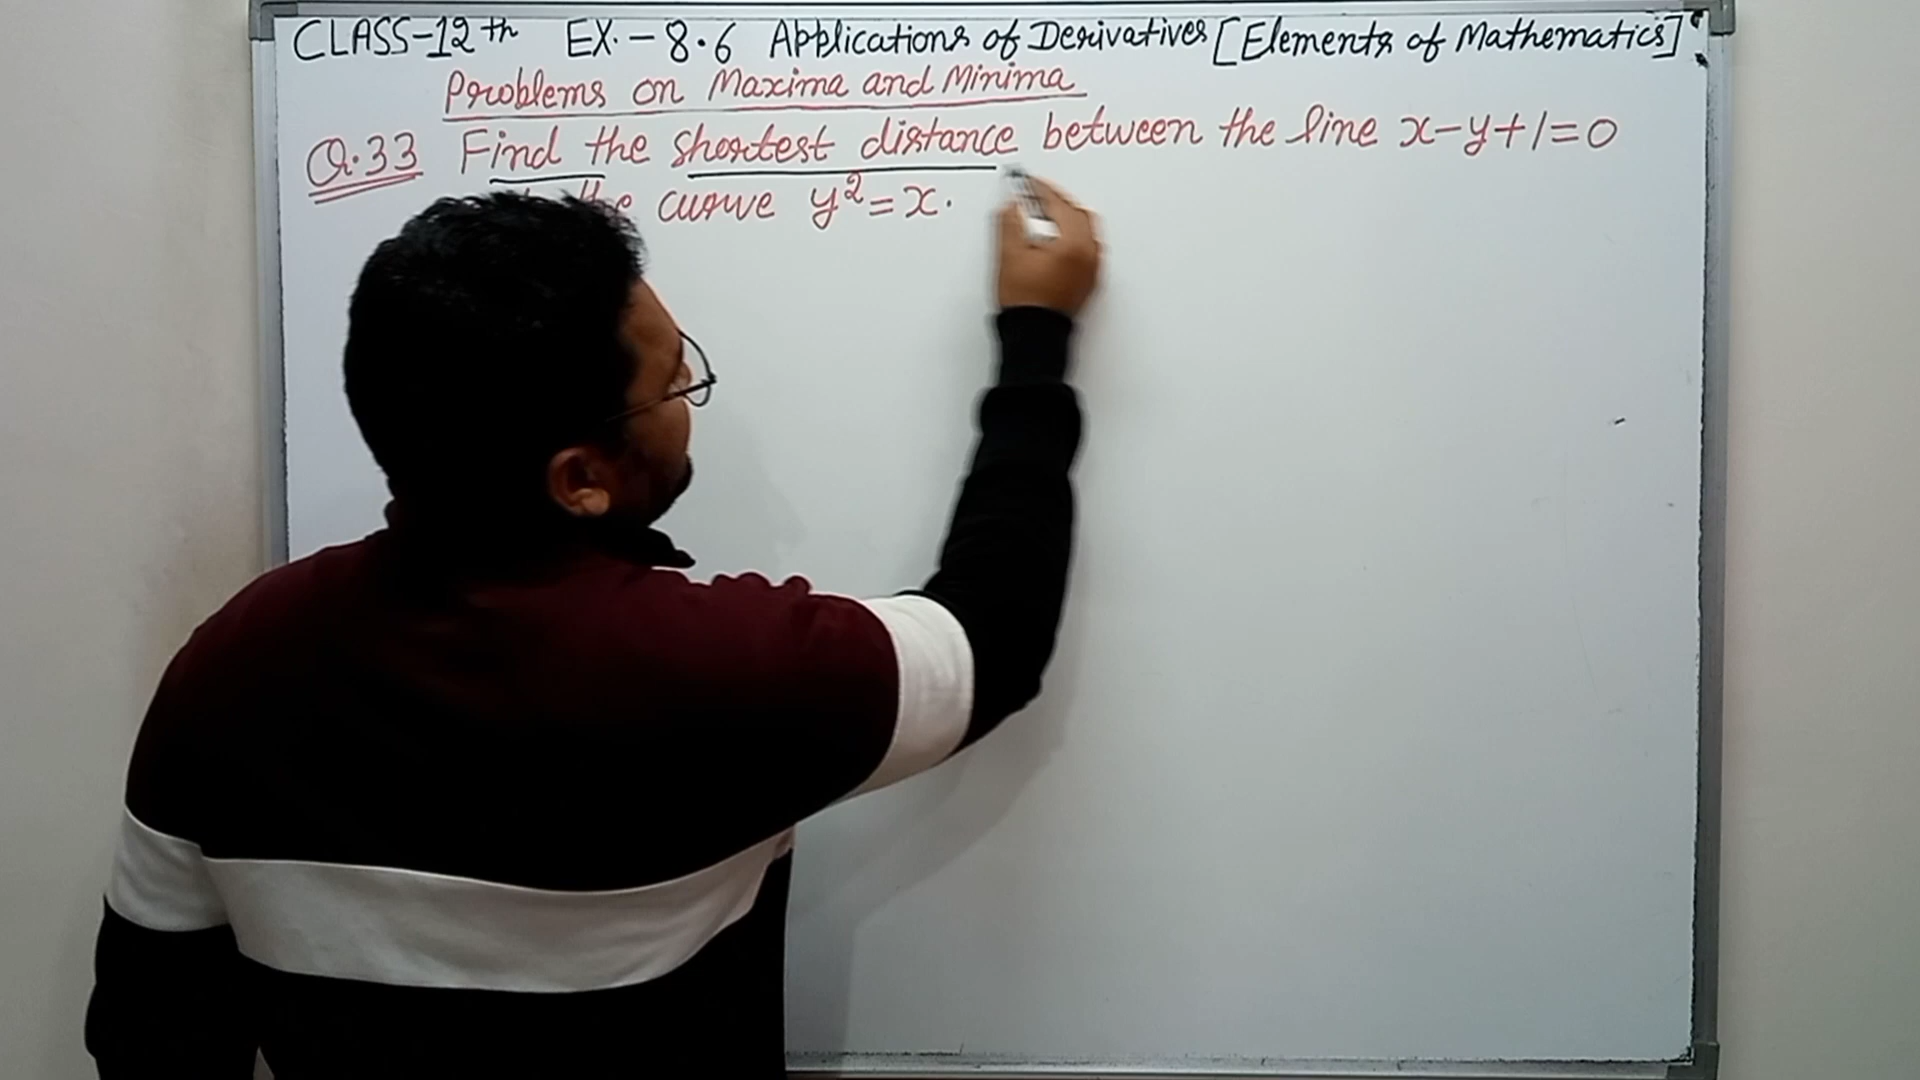 CLASS-12th EX.-8.6 Applications of Derivatives [Elements of Mathematics]
Problems on Maxima and Minima
Q.33 Find the shortest distance between the line x-y+1=0
the curve y²=x.